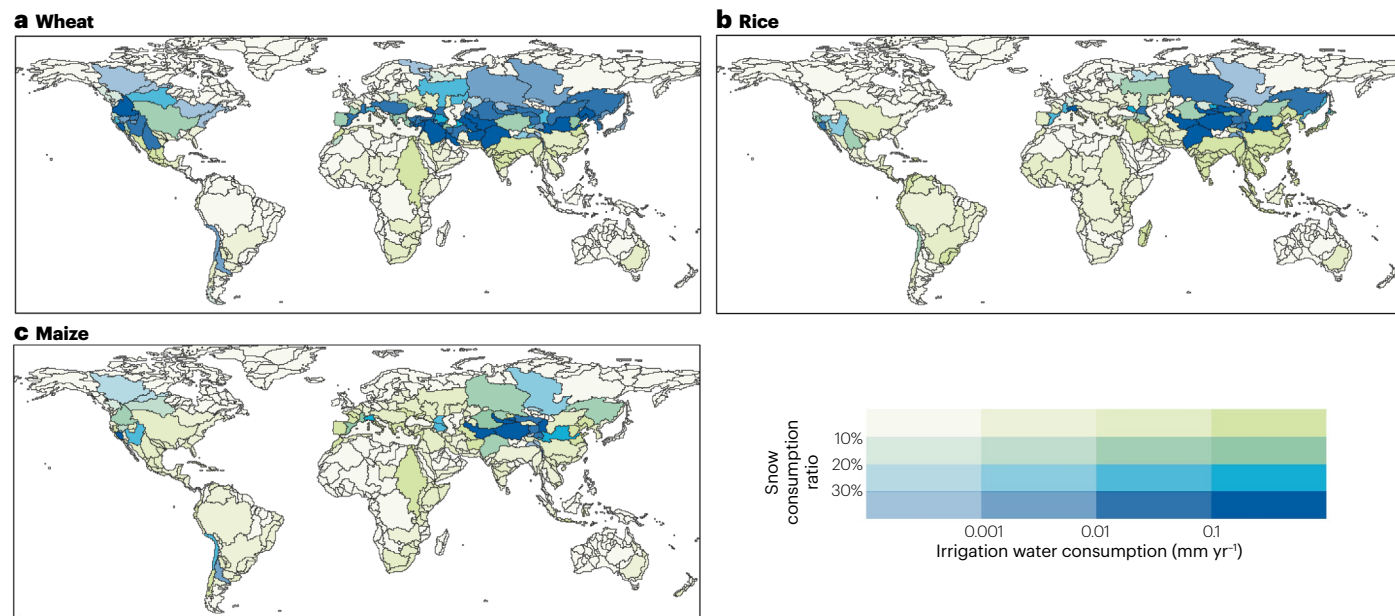 a Wheat
b Rice
c Maize
Snow
consumption
ratio
10%
20%
30%
0.001
0.01
0.1
Irrigation water consumption (mm yr⁻¹)